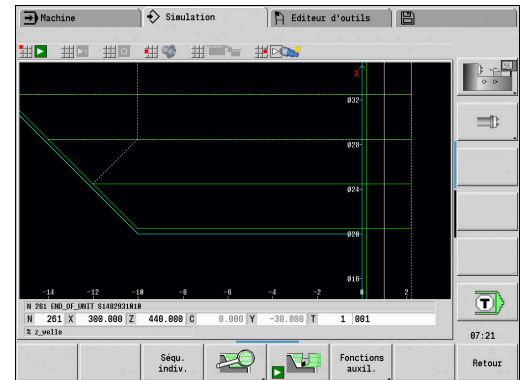 Machine
Simulation
Editeur d'outils
X
Ø32
Ø28
Ø24
Ø20
Ø16
-14 -12 -10 -8 -6 -4 -2 0 2
N 261 END_OF_UNIT S1402931010
N 261 X 300.000 Z 440.000 C 0.000 Y -30.000 T 1 001
% z_welle
T
07:21
Séqu. indiv.
Fonctions auxil.
Retour